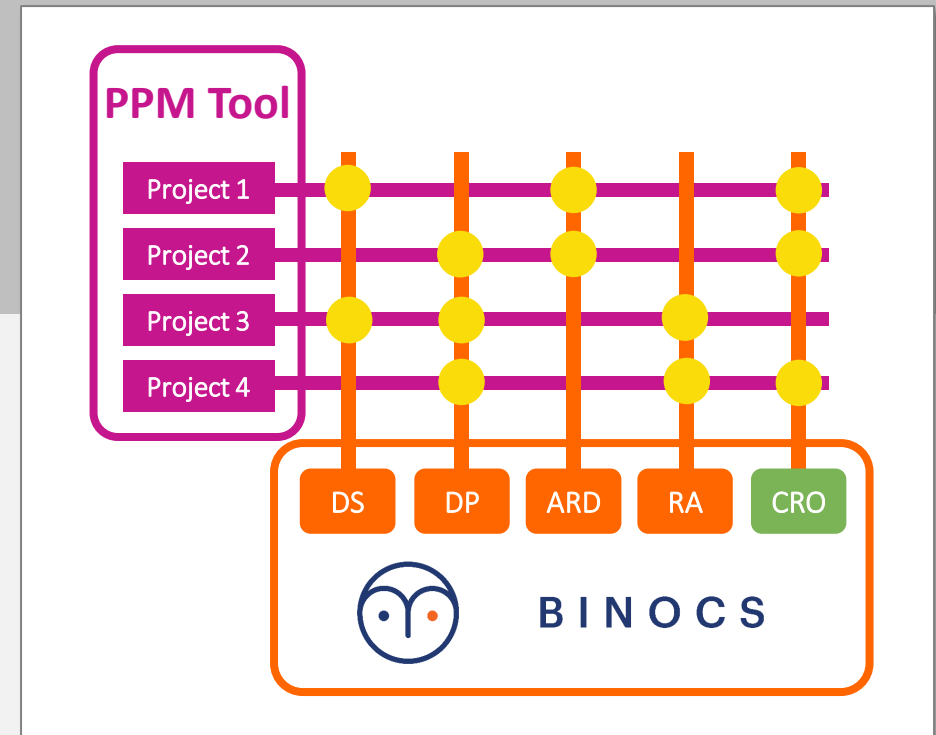 PPM Tool
Project 1
Project 2
Project 3
Project 4
DS DP ARD RA CRO
BINOCS